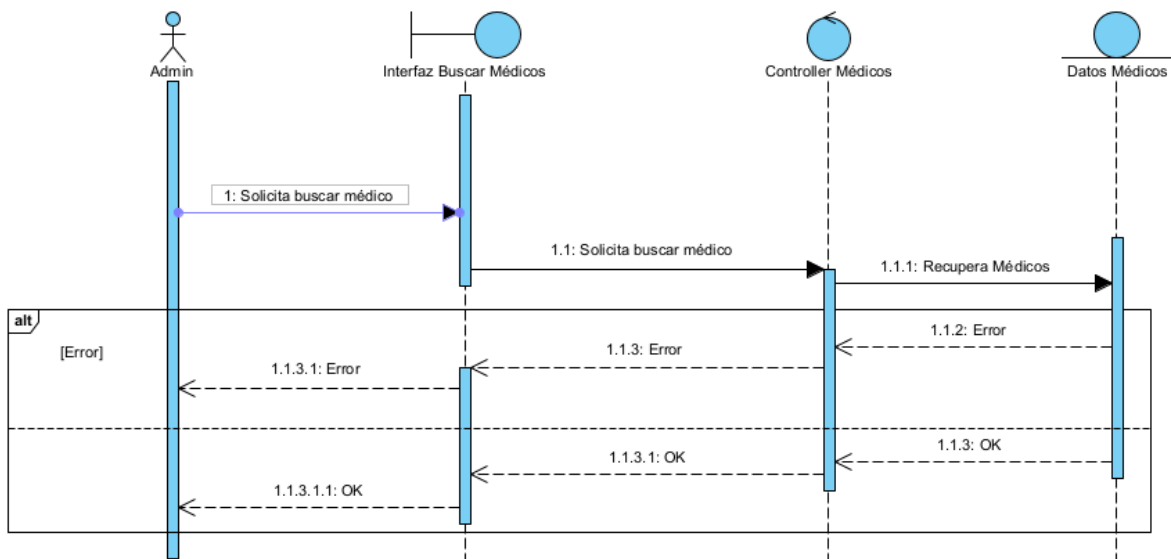 Admin
Interfaz Buscar Médicos
Controller Médicos
Datos Médicos
1: Solicita buscar médico
1.1: Solicita buscar médico
1.1.1: Recupera Médicos
alt
[Error]
1.1.2: Error
1.1.3: Error
1.1.3.1: Error
1.1.3: OK
1.1.3.1: OK
1.1.3.1.1: OK